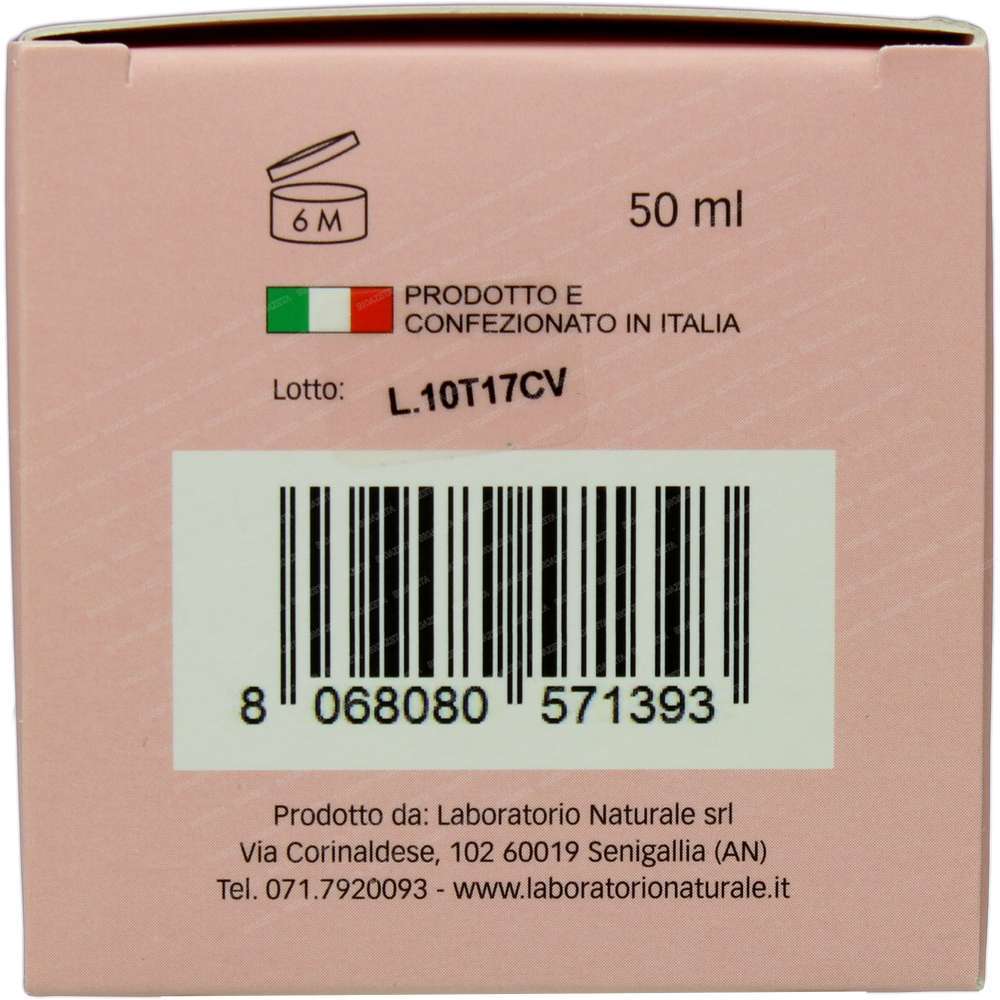 6 M
50 ml
PRODOTTO E
CONFEZIONATO IN ITALIA
Lotto: L.10T17CV
8 068080 571393
Prodotto da: Laboratorio Naturale srl
Via Corinaldese, 102 60019 Senigallia (AN)
Tel. 071.7920093 - www.laboratorionaturale.it